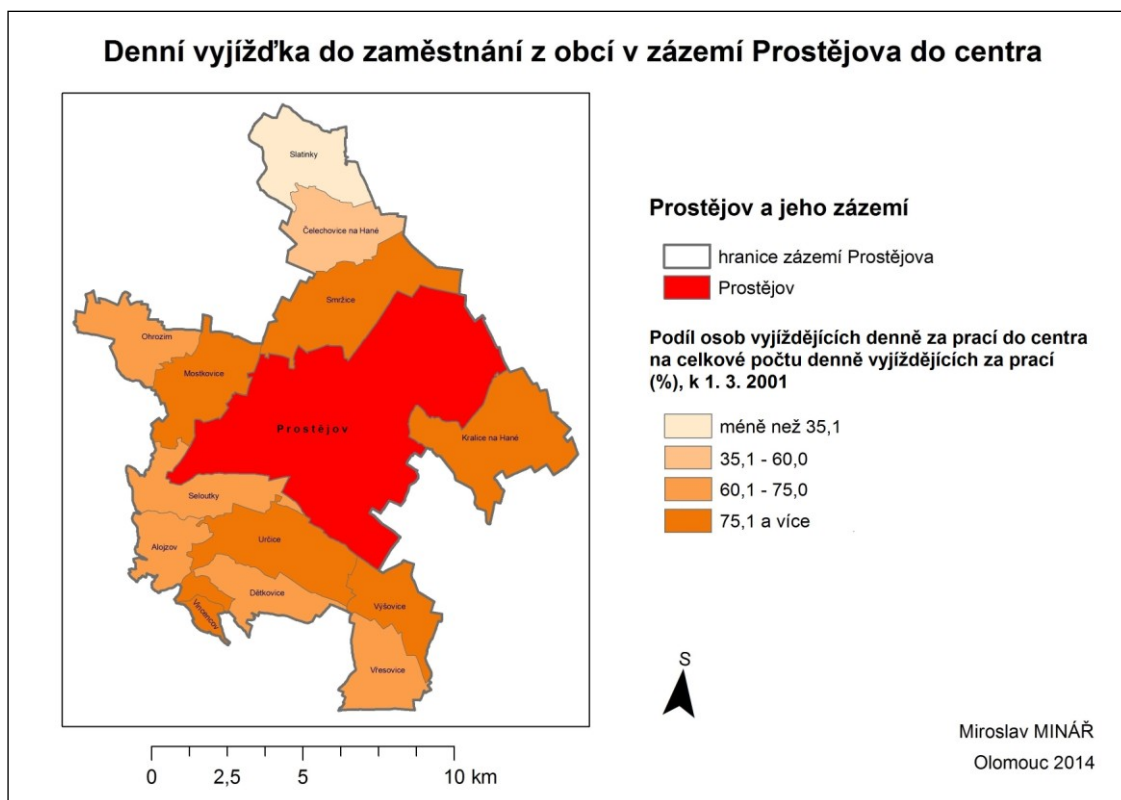 Denní vyjížďka do zaměstnání z obcí v zázemí Prostějova do centra
Slatinky
Čelechovice na Hané
Smržice
Ohrozim
Mostkovice
Prostějov
Kralice na Hané
Seloutky
Alojzov
Určice
Dětkovice
Vincencov
Výšovice
Vřesovice
Prostějov a jeho zázemí
hranice zázemí Prostějova
Prostějov
Podíl osob vyjíždějících denně za prací do centra
na celkové počtu denně vyjíždějících za prací
(%), k 1. 3. 2001
méně než 35,1
35,1 - 60,0
60,1 - 75,0
75,1 a více
S
0 2,5 5 10 km
Miroslav MINÁŘ
Olomouc 2014